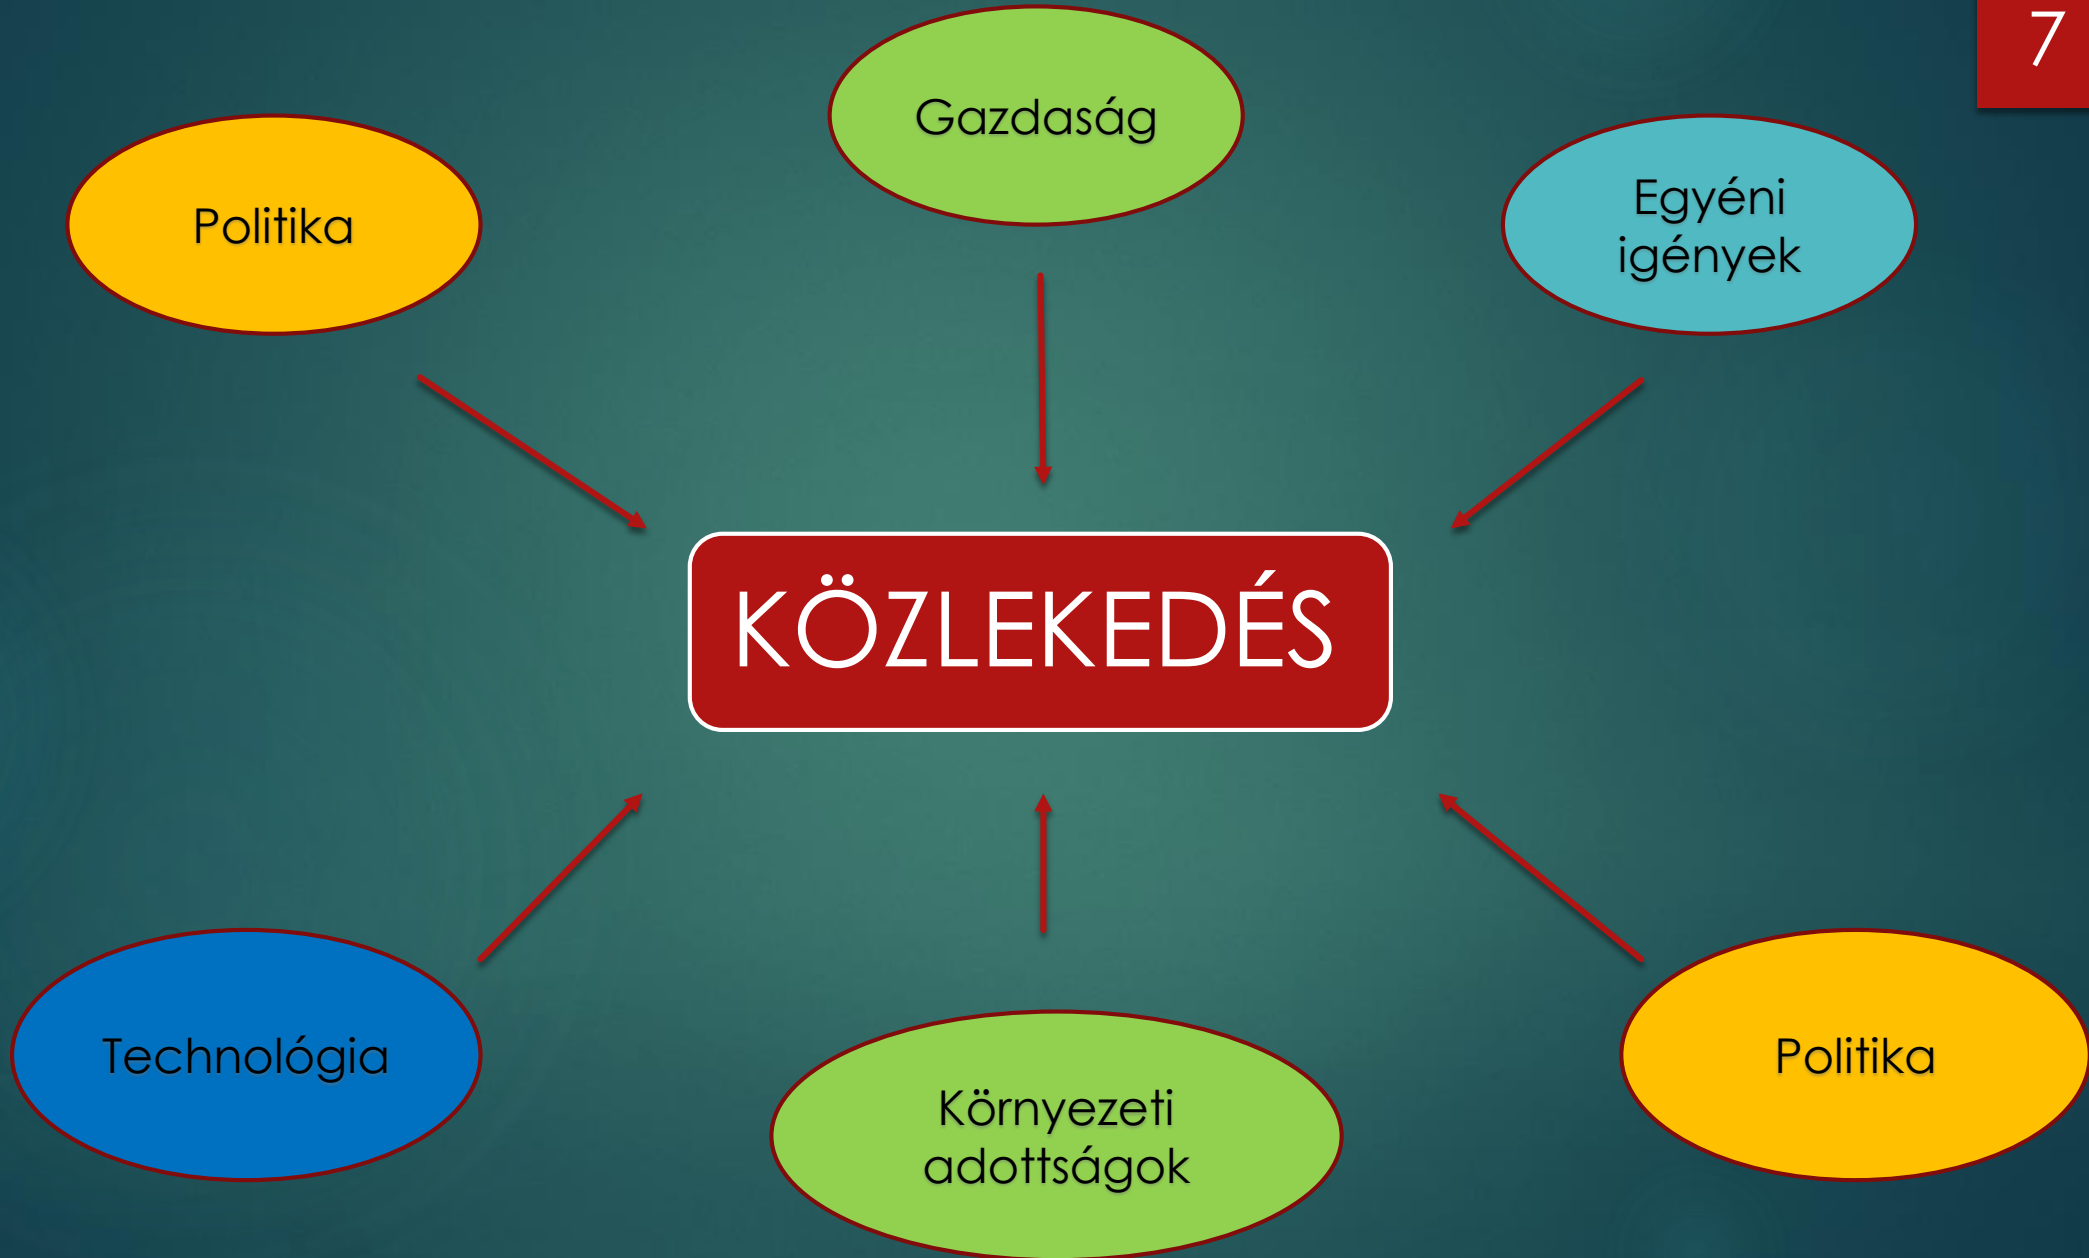 7
Gazdaság
Politika
Egyéni
igények
KÖZLEKEDÉS
Technológia
Környezeti
adottságok
Politika